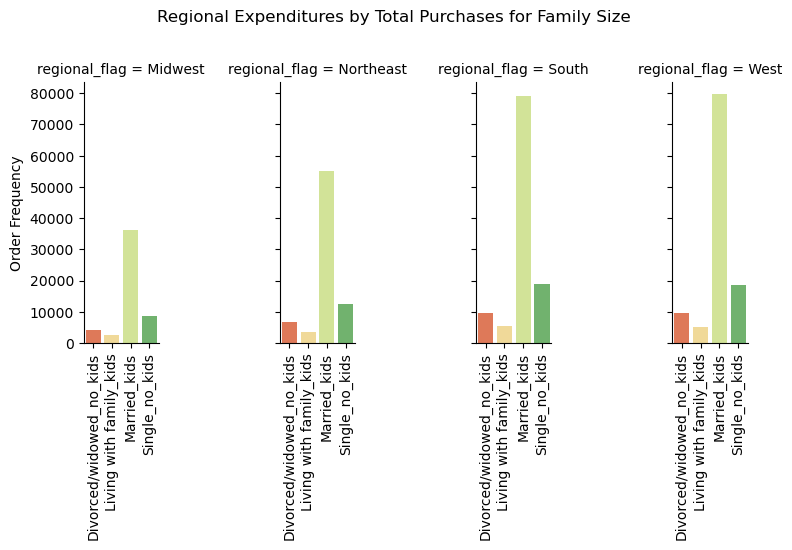 Regional Expenditures by Total Purchases for Family Size
regional_flag = Midwest
regional_flag = Northeast
regional_flag = South
regional_flag = West
80000
70000
60000
50000
40000
30000
20000
10000
0
Order Frequency
Divorced/widowed_no_kids
Living with family_kids
Married_kids
Single_no_kids
Divorced/widowed_no_kids
Living with family_kids
Married_kids
Single_no_kids
Divorced/widowed_no_kids
Living with family_kids
Married_kids
Single_no_kids
Divorced/widowed_no_kids
Living with family_kids
Married_kids
Single_no_kids